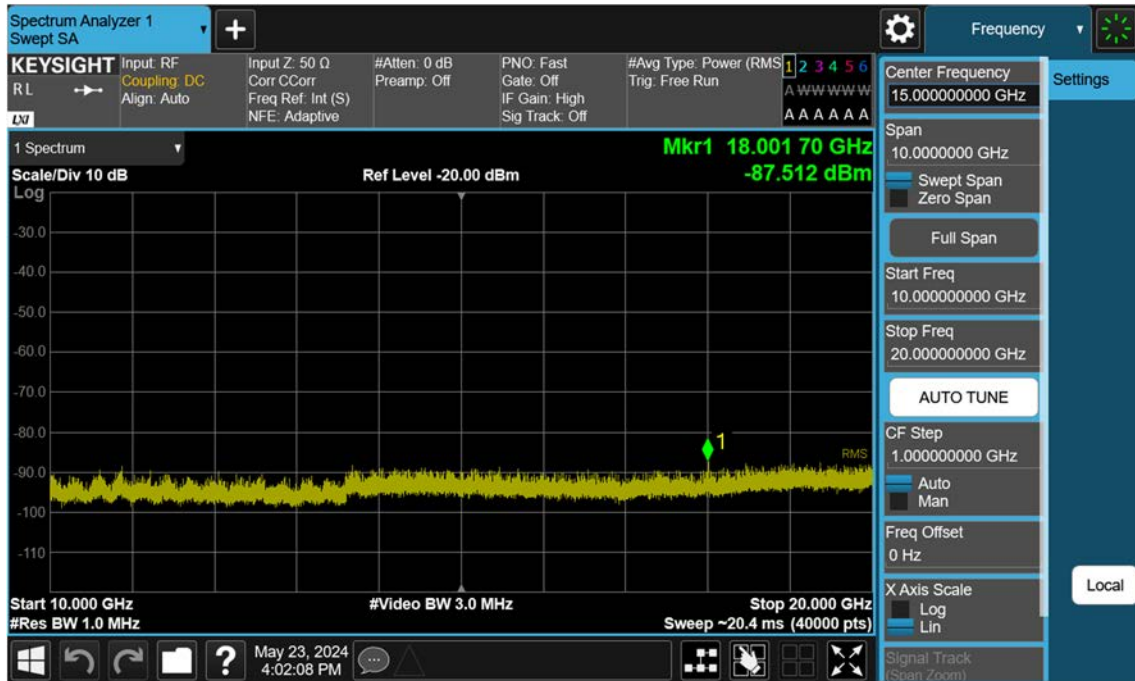 Spectrum Analyzer 1
Swept SA
Frequency
KEYSIGHT
R L
LXI
Input: RF
Coupling: DC
Align: Auto
Input Z: 50 Ω
Corr CCorr
Freq Ref: Int (S)
NFE: Adaptive
#Atten: 0 dB
Preamp: Off
PNO: Fast
Gate: Off
IF Gain: High
Sig Track: Off
#Avg Type: Power (RMS
Trig: Free Run
1 2 3 4 5 6
A W W W W W
A A A A A A
1 Spectrum
Mkr1 18.001 70 GHz
-87.512 dBm
Scale/Div 10 dB
Ref Level -20.00 dBm
Log
-30.0
-40.0
-50.0
-60.0
-70.0
-80.0
-90.0
-100
-110
1
RMS
Start 10.000 GHz
#Video BW 3.0 MHz
Stop 20.000 GHz
#Res BW 1.0 MHz
Sweep ~20.4 ms (40000 pts)
?
May 23, 2024
4:02:08 PM
Center Frequency
15.000000000 GHz
Span
10.0000000 GHz
Swept Span
Zero Span
Full Span
Start Freq
10.000000000 GHz
Stop Freq
20.000000000 GHz
AUTO TUNE
CF Step
1.000000000 GHz
Auto
Man
Freq Offset
0 Hz
X Axis Scale
Log
Lin
Signal Track
(Span Zoom)
Settings
Local